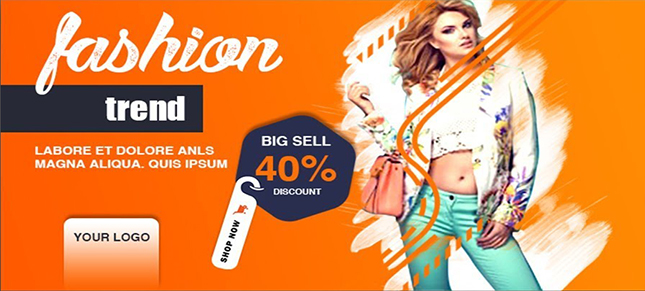 fashion
trend
LABORE ET DOLORE ANLS
MAGNA ALIQUA. QUIS IPSUM
BIG SELL
40%
DISCOUNT
SHOP NOW
YOUR LOGO